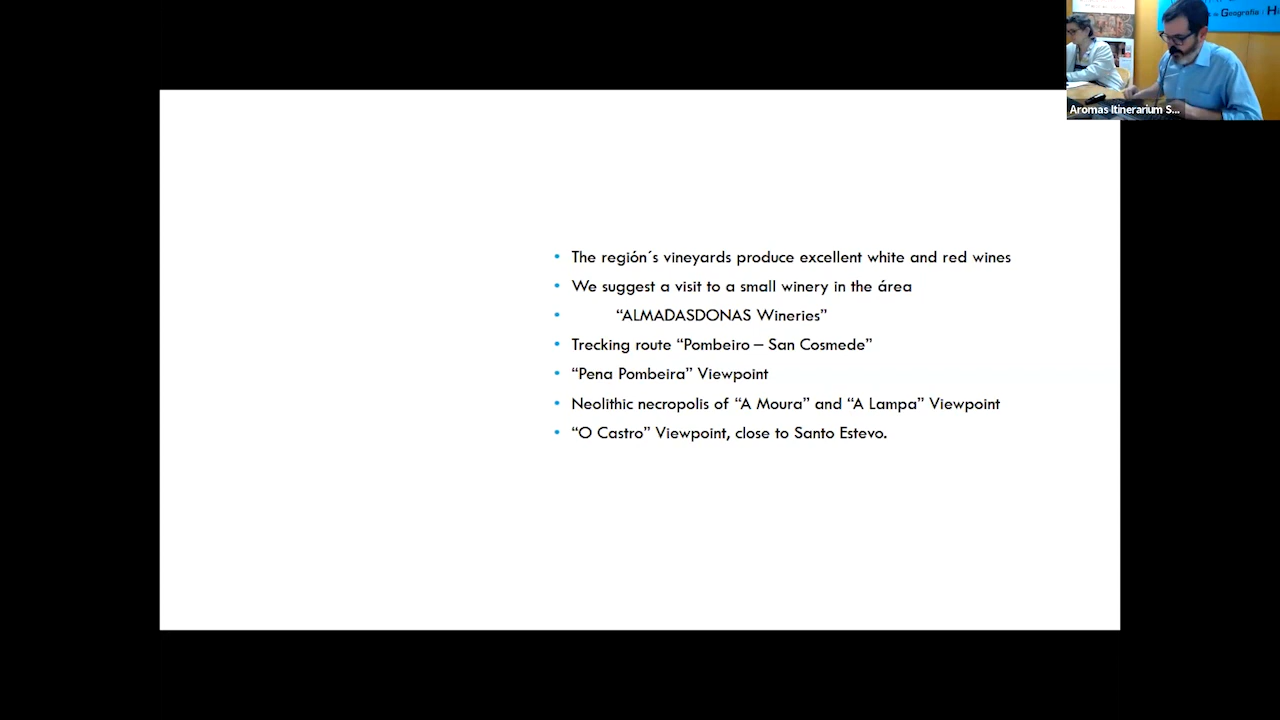 Geografia i H
Aromas Itinerarium S...
• The región´s vineyards produce excellent white and red wines
• We suggest a visit to a small winery in the área
• “ALMADASDONAS Wineries”
• Trecking route “Pombeiro – San Cosmede”
• “Pena Pombeira” Viewpoint
• Neolithic necropolis of “A Moura” and “A Lampa” Viewpoint
• “O Castro” Viewpoint, close to Santo Estevo.